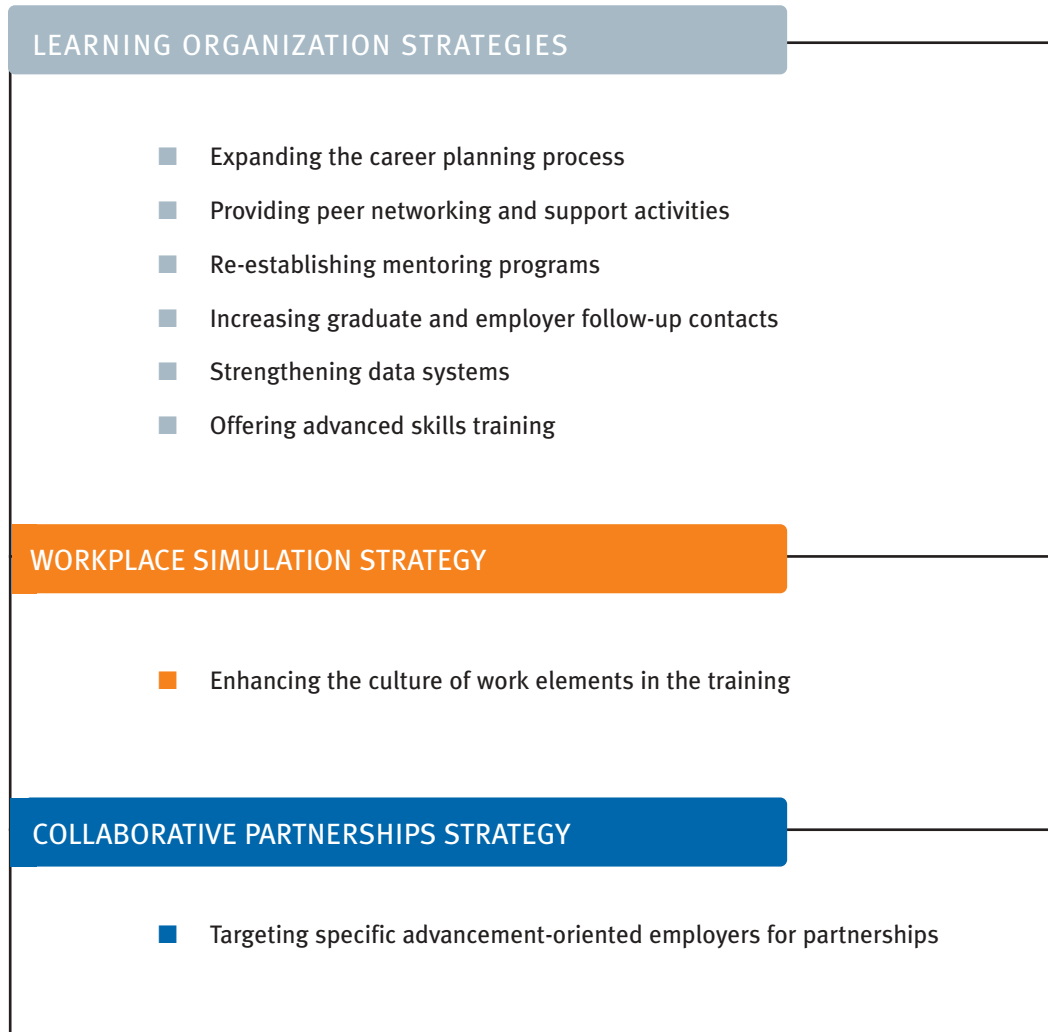 LEARNING ORGANIZATION STRATEGIES
Expanding the career planning process
Providing peer networking and support activities
Re-establishing mentoring programs
Increasing graduate and employer follow-up contacts
Strengthening data systems
Offering advanced skills training
WORKPLACE SIMULATION STRATEGY
Enhancing the culture of work elements in the training
COLLABORATIVE PARTNERSHIPS STRATEGY
Targeting specific advancement-oriented employers for partnerships